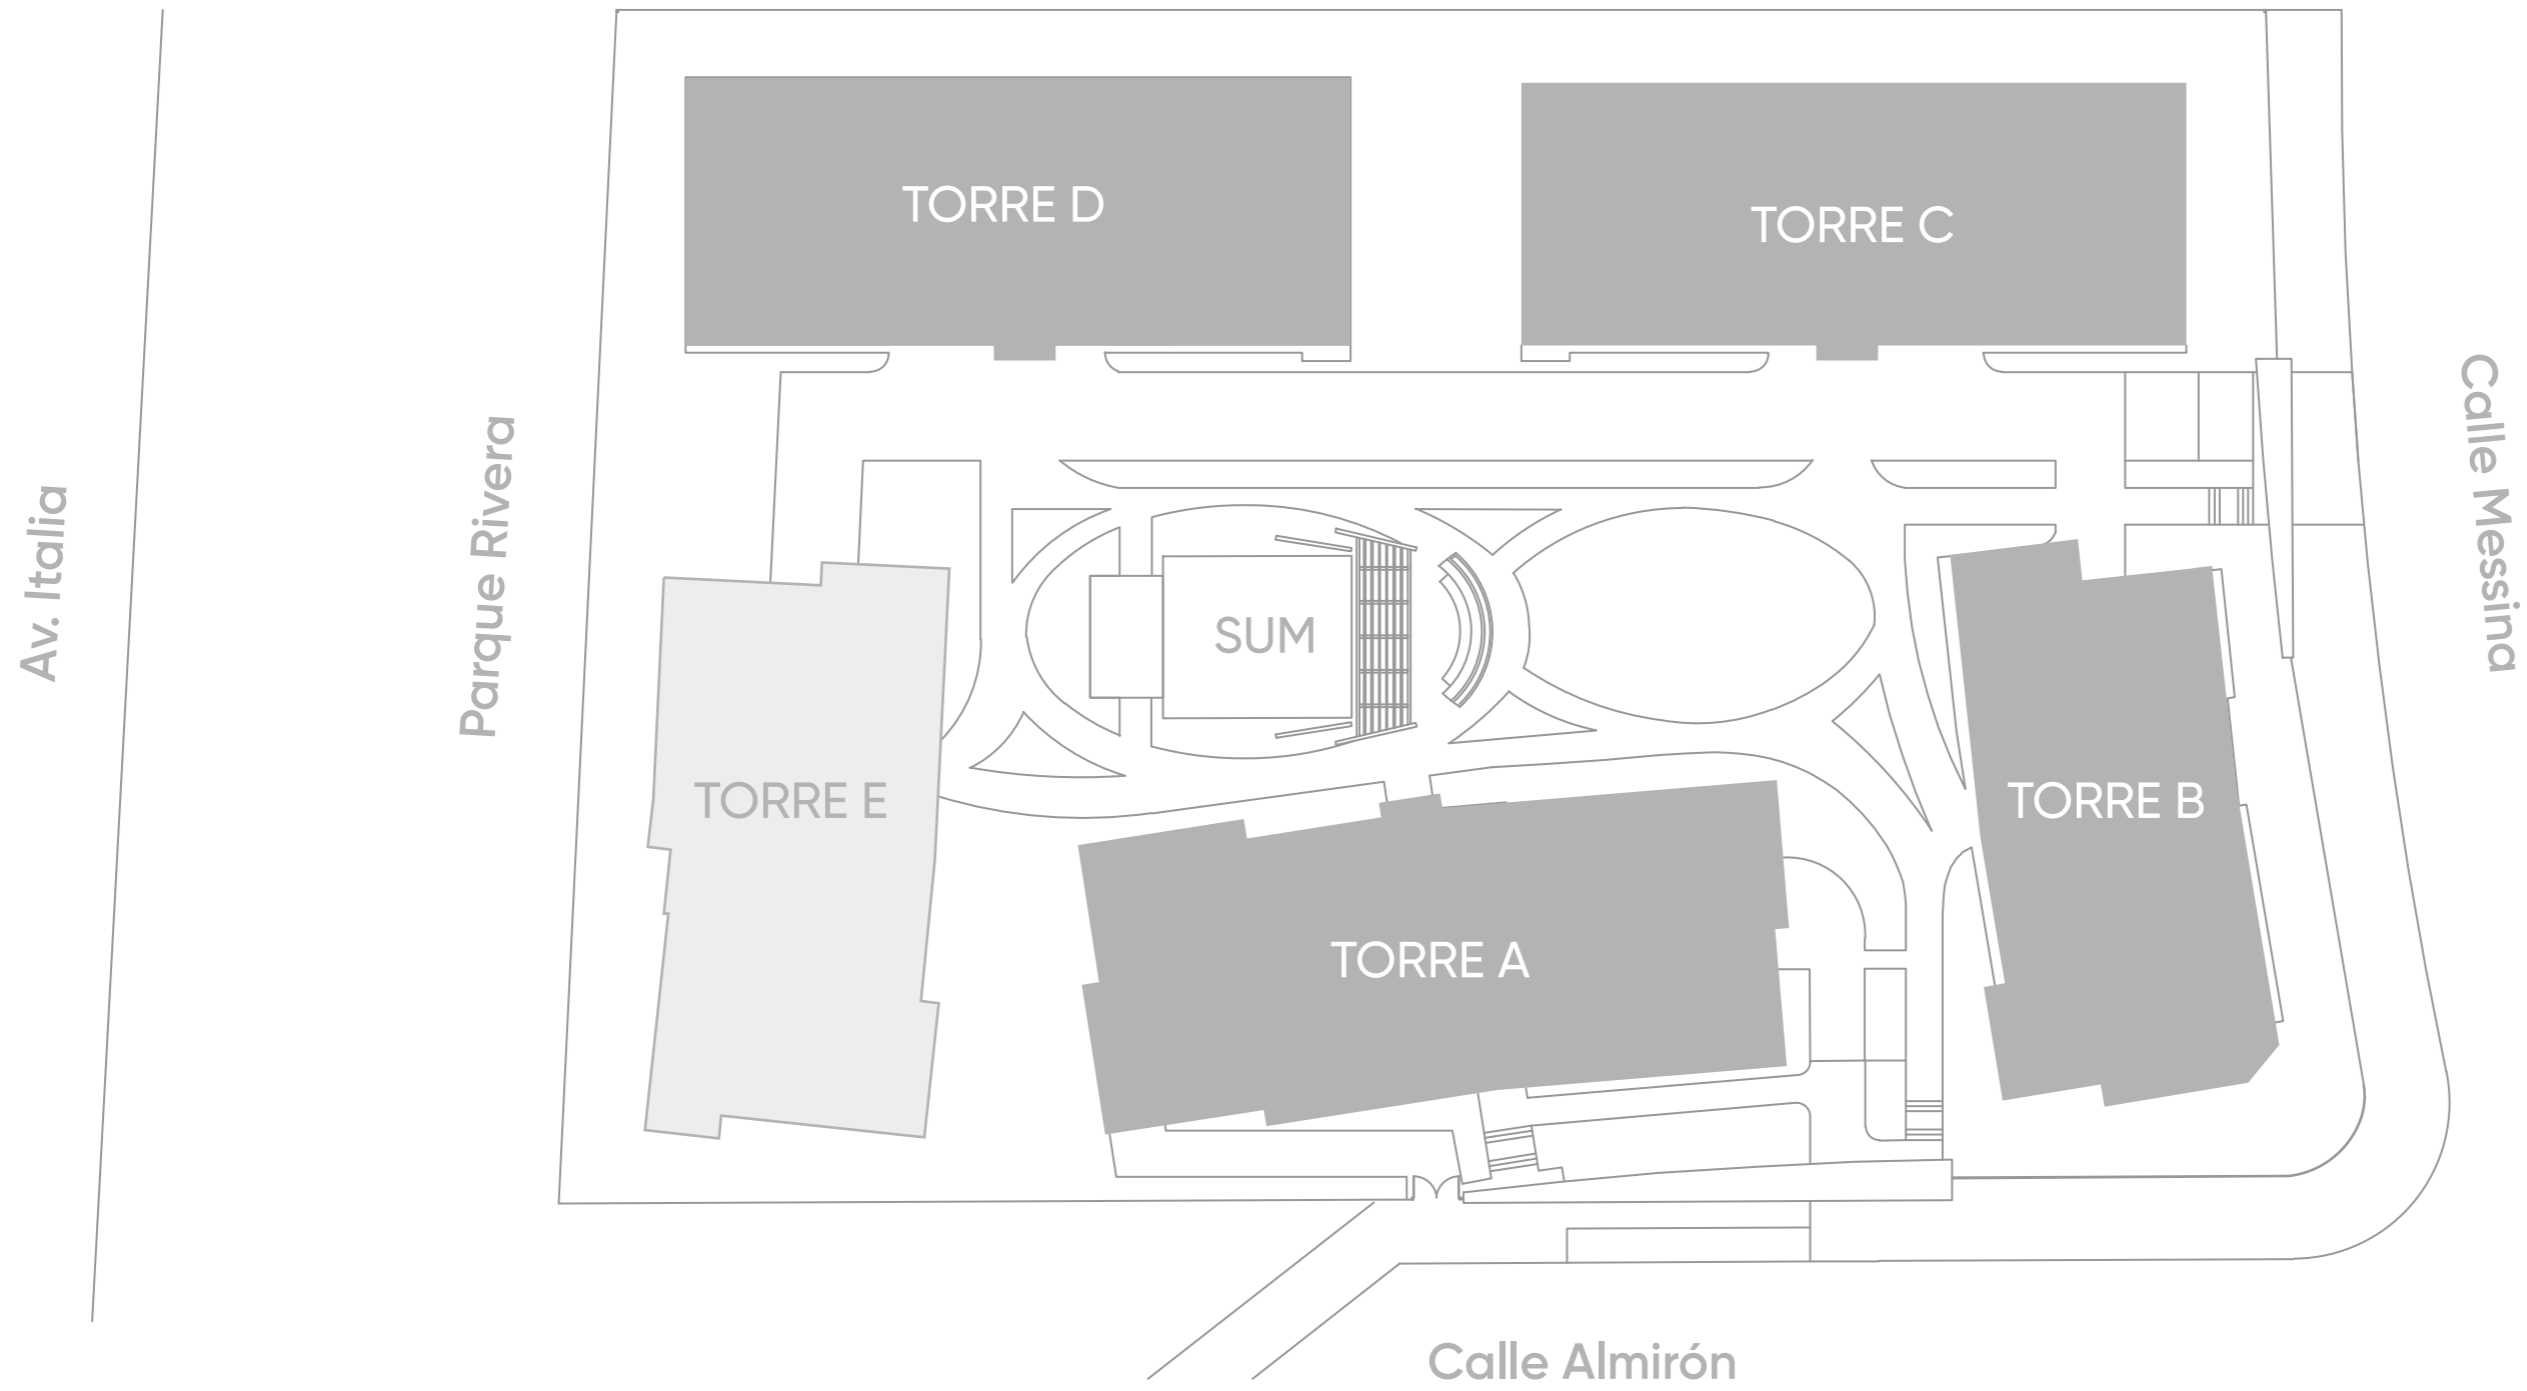 TORRE D
TORRE C
Av. Italia
Parque Rivera
SUM
Calle Messina
TORRE E
TORRE B
TORRE A
Calle Almirón